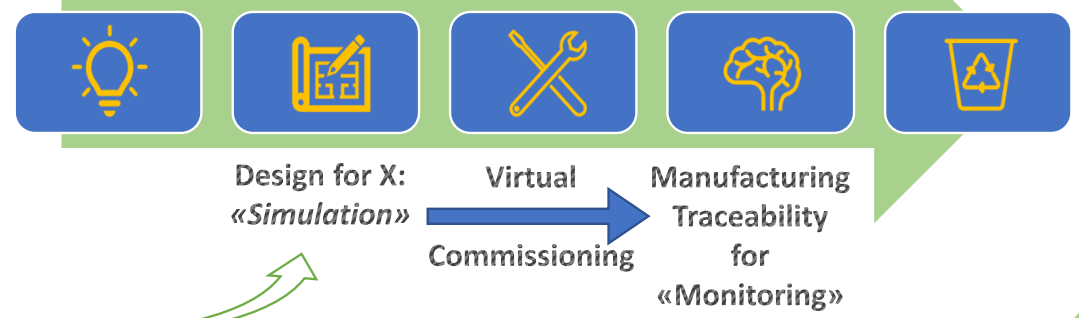 Design for X:
«Simulation»
Virtual
Commissioning
Manufacturing
Traceability
for
«Monitoring»